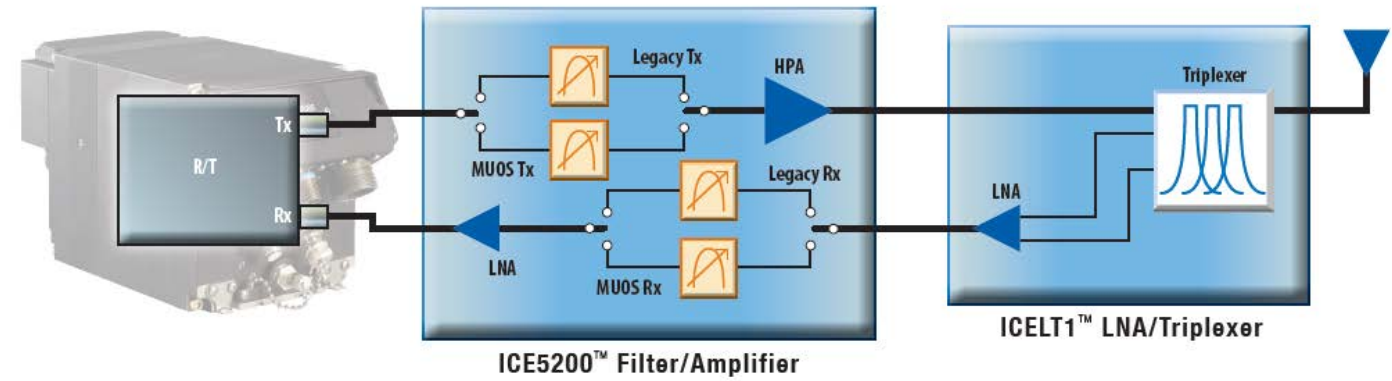 R/T
Tx
Rx
Legacy Tx
MUOS Tx
HPA
Legacy Rx
MUOS Rx
LNA
ICE5200™ Filter/Amplifier
Triplexer
LNA
ICELT1™ LNA/Triplexer